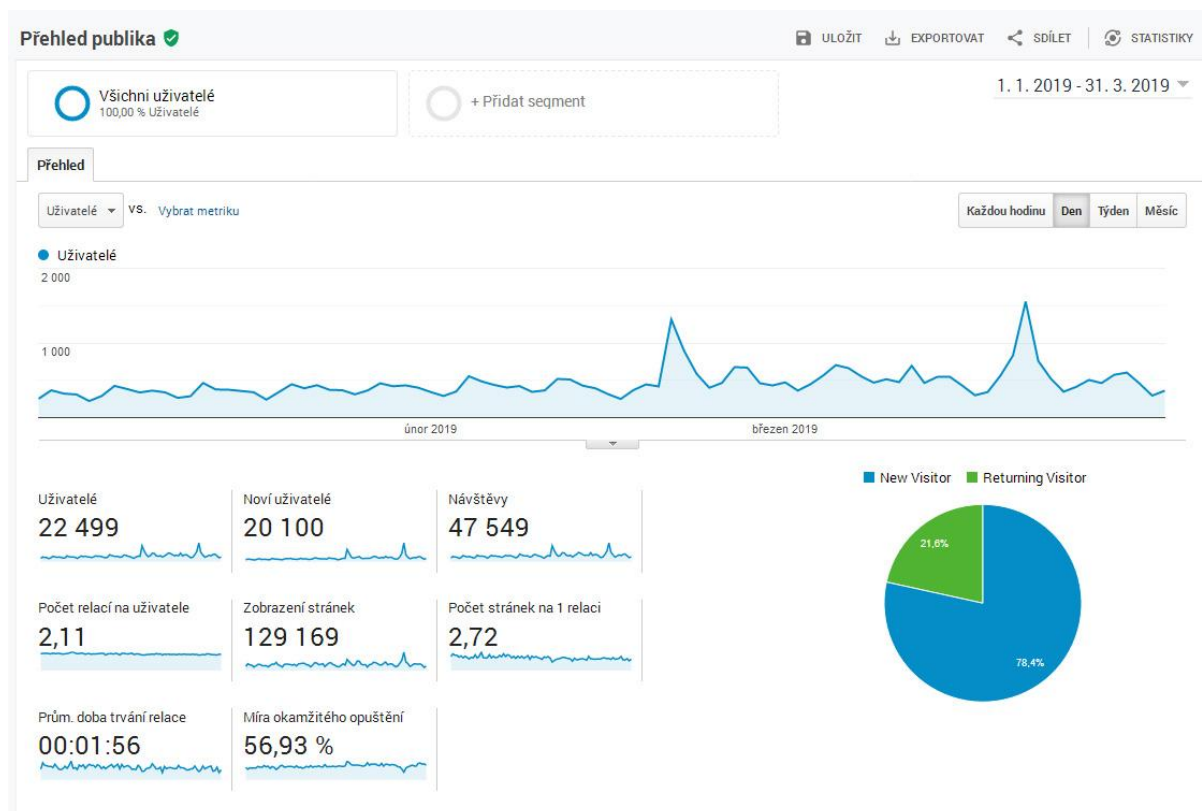 Přehled publika
ULOŽIT EXPORTOVAT SDÍLET STATISTIKY
Všichni uživatelé
100,00 % Uživatelé
+ Přidat segment
1. 1. 2019 - 31. 3. 2019
Přehled
Uživatelé VS. Vybrat metriku
Každou hodinu Den Týden Měsíc
Uživatelé
2 000
1 000
únor 2019 březen 2019
New Visitor Returning Visitor
Uživatelé
22 499
Noví uživatelé
20 100
Návštěvy
47 549
Počet relací na uživatele
2,11
Zobrazení stránek
129 169
Počet stránek na 1 relaci
2,72
Prům. doba trvání relace
00:01:56
Míra okamžitého opuštění
56,93 %
21,6%
78,4%